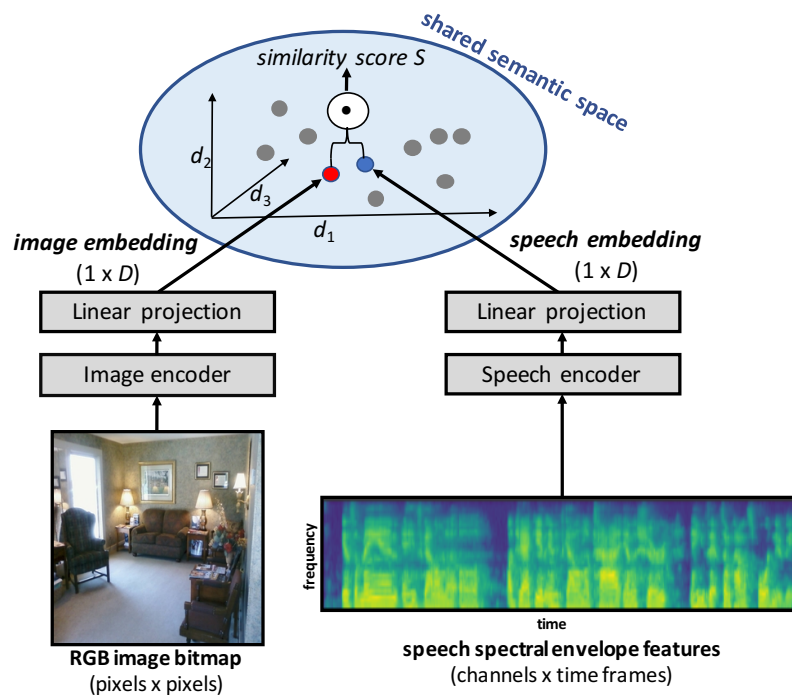 shared semantic space
similarity score S
d2
d3
d1
image embedding
(1 x D)
speech embedding
(1 x D)
Linear projection
Linear projection
Image encoder
Speech encoder
frequency
time
RGB image bitmap
(pixels x pixels)
speech spectral envelope features
(channels x time frames)